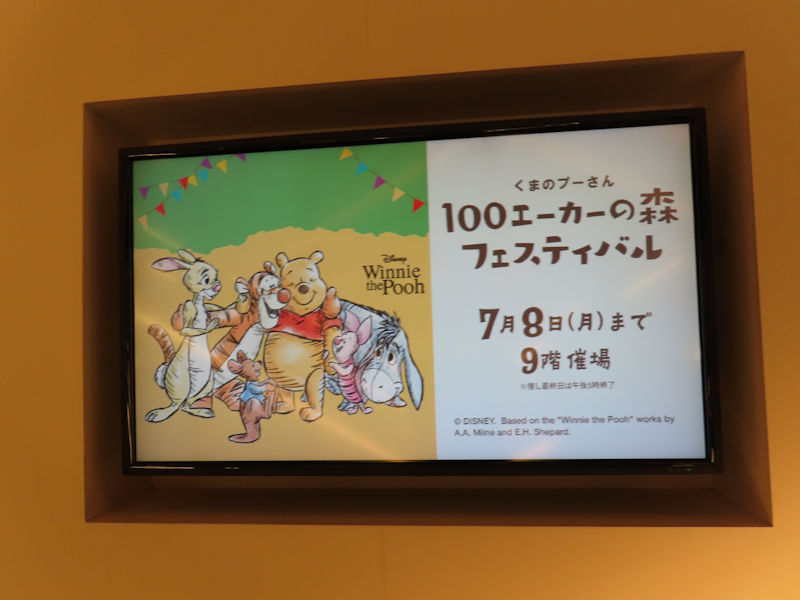 Disney
Winnie
the Pooh
くまのプーさん
100エーカーの森
フェスティバル
7月8日(月)まで
9階催場
※催し最終日は午後5時終了
© DISNEY. Based on the "Winnie the Pooh" works by
A.A. Milne and E.H. Shepard.